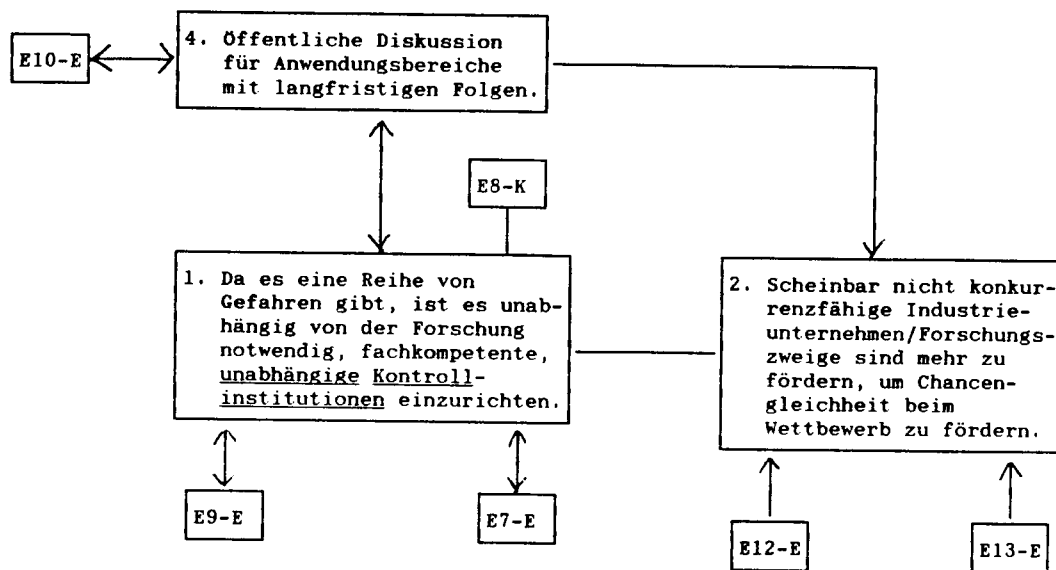 E10-E
4. Öffentliche Diskussion
für Anwendungsbereiche
mit langfristigen Folgen.
E8-K
1. Da es eine Reihe von
Gefahren gibt, ist es unab-
hängig von der Forschung
notwendig, fachkompetente,
unabhängige Kontroll-
institutionen einzurichten.
2. Scheinbar nicht konkur-
renzfähige Industrie-
unternehmen/Forschungs-
zweige sind mehr zu
fördern, um Chancen-
gleichheit beim
Wettbewerb zu fördern.
E9-E
E7-E
E12-E
E13-E